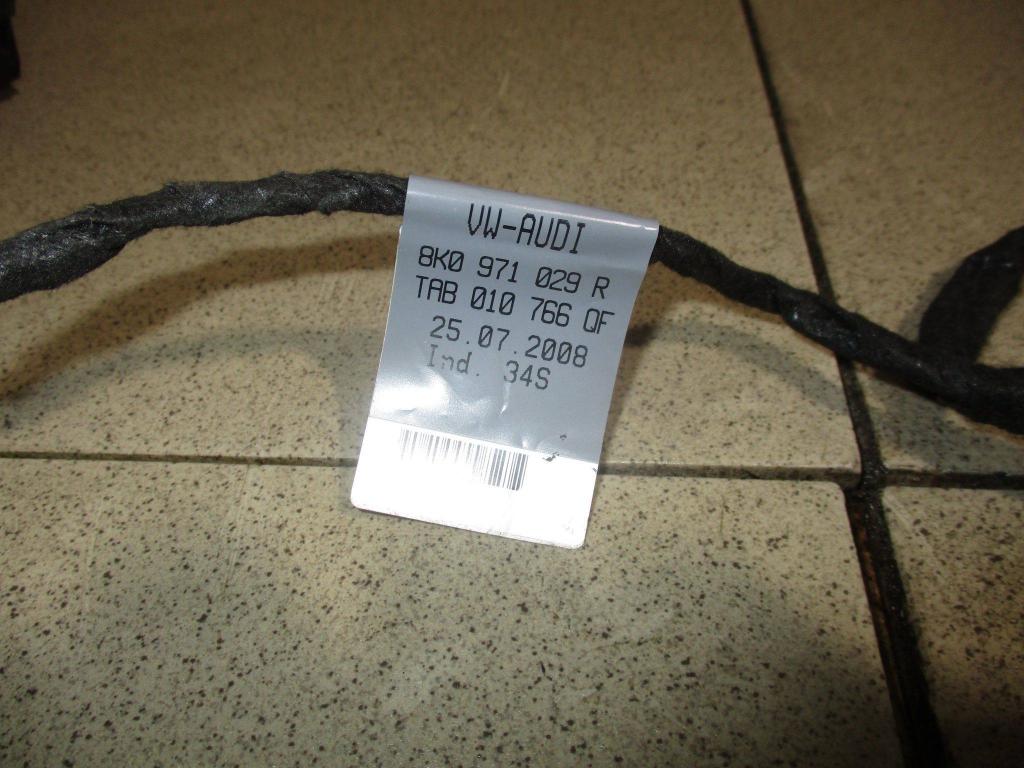 VW-AUDI
8K0 971 029 R
TAB 010 766 QF
25.07.2008
Ind. 34S